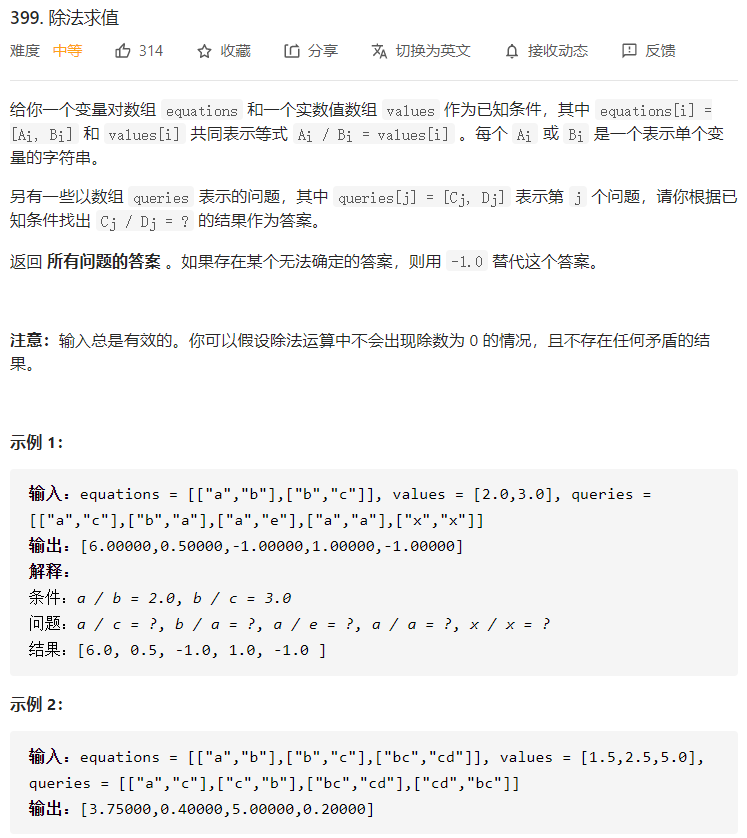 399. 除法求值
难度 中等 314 收藏 分享 切换为英文 接收动态 反馈
给你一个变量对数组 equations 和一个实数值数组 values 作为已知条件，其中 equations[i] =
[Ai, Bi] 和 values[i] 共同表示等式 Ai / Bi = values[i] 。每个 Ai 或 Bi 是一个表示单个变
量的字符串。
另有一些以数组 queries 表示的问题，其中 queries[j] = [Cj, Dj] 表示第 j 个问题，请你根据已
知条件找出 Cj / Dj = ? 的结果作为答案。
返回 所有问题的答案 。如果存在某个无法确定的答案，则用 -1.0 替代这个答案。
注意：输入总是有效的。你可以假设除法运算中不会出现除数为 0 的情况，且不存在任何矛盾的结
果。
示例 1：
输入：equations = [["a","b"],["b","c"]], values = [2.0,3.0], queries =
[["a","c"],["b","a"],["a","e"],["a","a"],["x","x"]]
输出：[6.00000,0.50000,-1.00000,1.00000,-1.00000]
解释：
条件：a / b = 2.0, b / c = 3.0
问题：a / c = ?, b / a = ?, a / e = ?, a / a = ?, x / x = ?
结果：[6.0, 0.5, -1.0, 1.0, -1.0 ]
示例 2：
输入：equations = [["a","b"],["b","c"],["bc","cd"]], values = [1.5,2.5,5.0],
queries = [["a","c"],["c","b"],["bc","cd"],["cd","bc"]]
输出：[3.75000,0.40000,5.00000,0.20000]